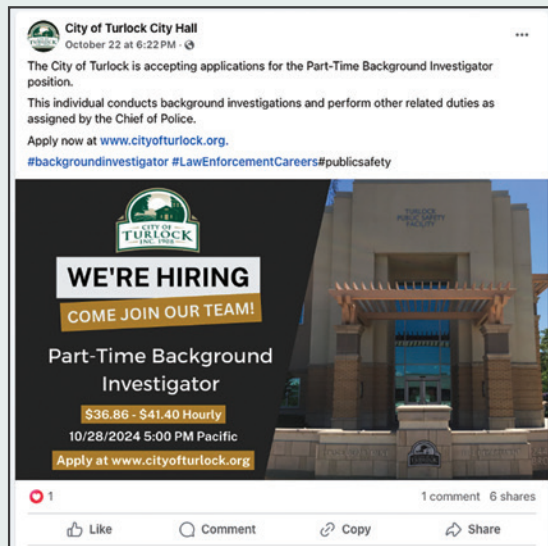 City of Turlock City Hall
October 22 at 6:22 PM ·
The City of Turlock is accepting applications for the Part-Time Background Investigator
position.
This individual conducts background investigations and perform other related duties as
assigned by the Chief of Police.
Apply now at www.cityofturlock.org.
#backgroundinvestigator #LawEnforcementCareers#publicsafety
CITY OF
TURLOCK
INC. 1908
WE'RE HIRING
COME JOIN OUR TEAM!
Part-Time Background
Investigator
$36.86 - $41.40 Hourly
10/28/2024 5:00 PM Pacific
Apply at www.cityofturlock.org
TURLOCK
PUBLIC SAFETY
FACILITY
1
1 comment 6 shares
Like Comment Copy Share